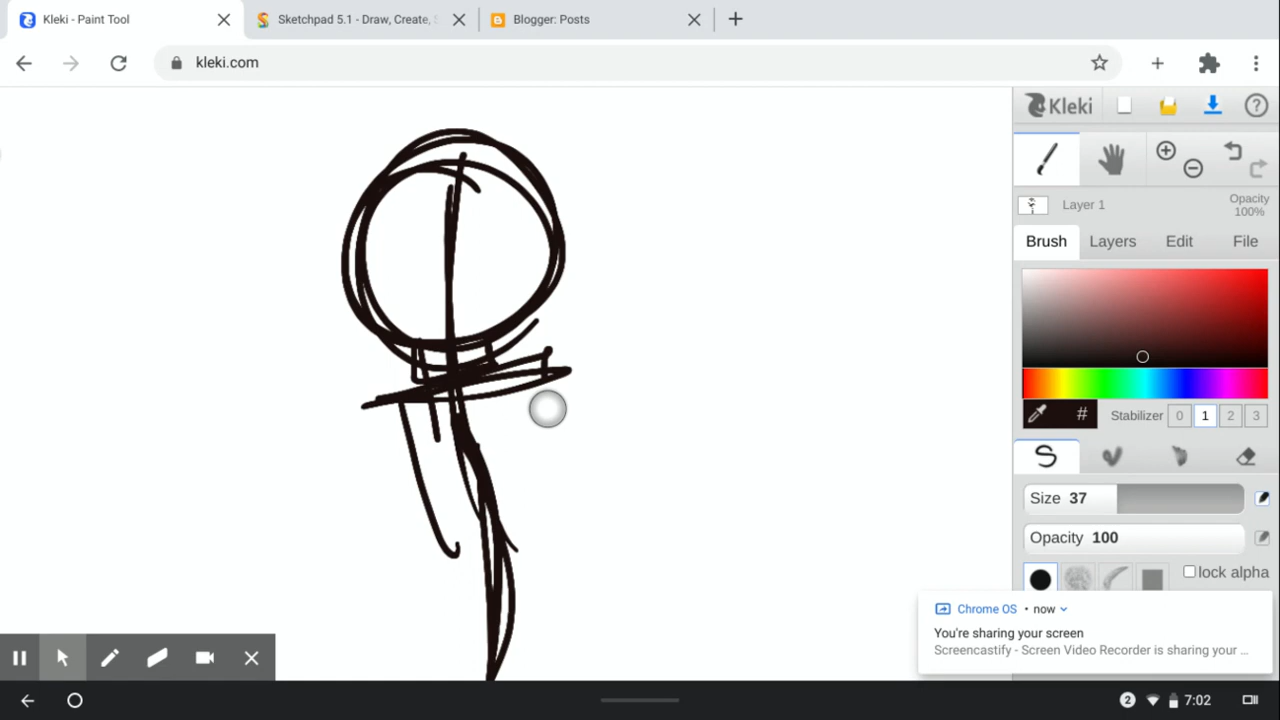 Kleki - Paint Tool
Sketchpad 5.1 - Draw, Create,
Blogger: Posts
kleki.com
Kleki
Layer 1
Opacity
100%
Brush Layers Edit File
# Stabilizer 0 1 2 3
Size 37
Opacity 100
lock alpha
Chrome OS • now
You're sharing your screen
Screencastify - Screen Video Recorder is sharing your ...
2 7:02